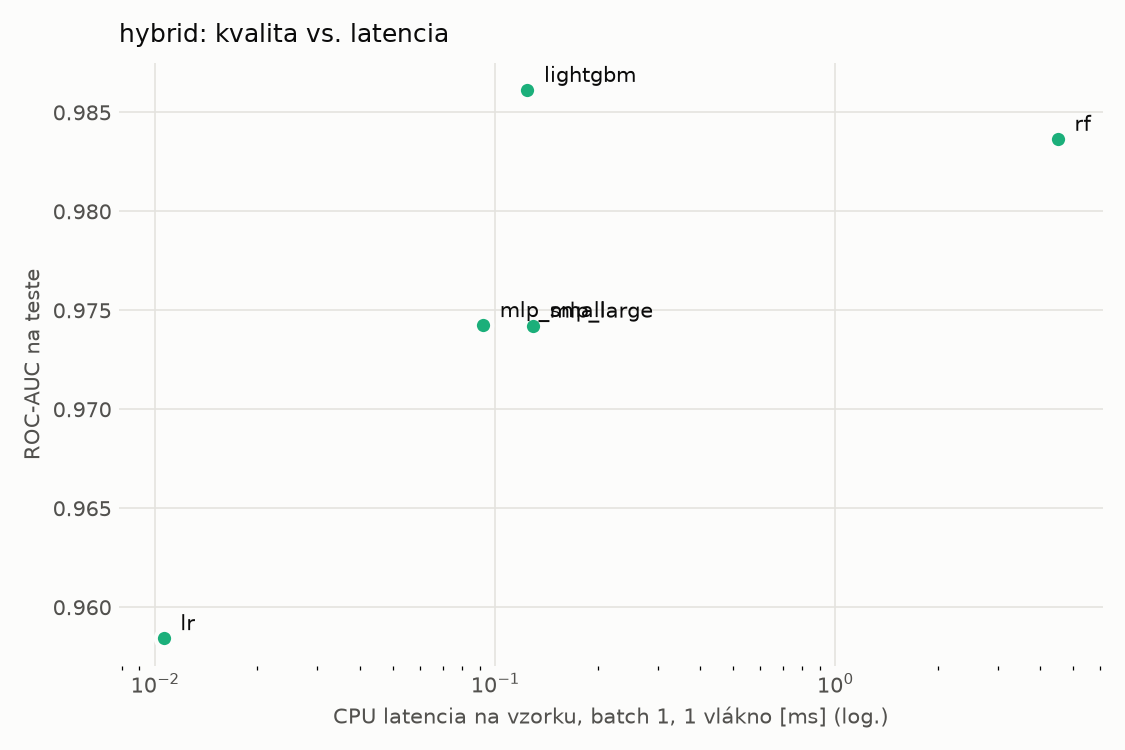 hybrid: kvalita vs. latencia
lightgbm
rf
mlp_small
mlp_large
lr
0.985
0.980
0.975
0.970
0.965
0.960
ROC-AUC na teste
10⁻² 10⁻¹ 10⁰
CPU latencia na vzorku, batch 1, 1 vlákno [ms] (log.)